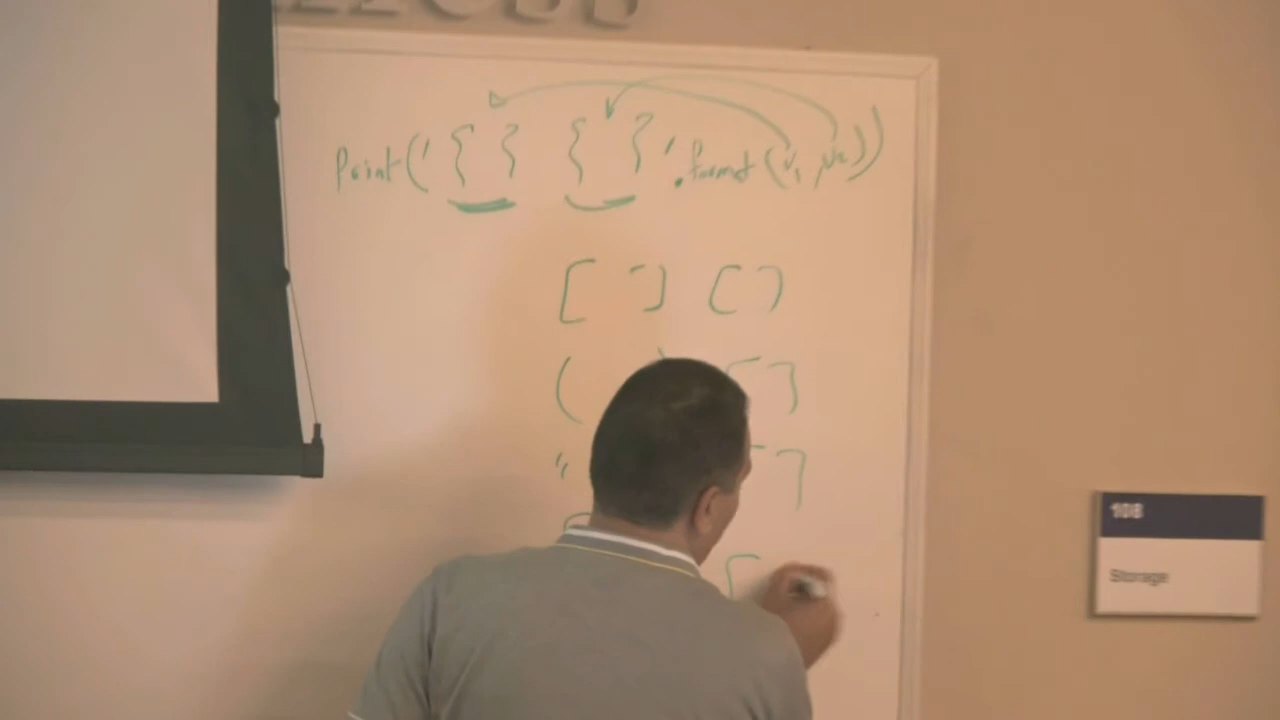 print('{ } { }'.format(v1, v2))
[ ] [ ]
( [ ]
" ]
[
108
Storage